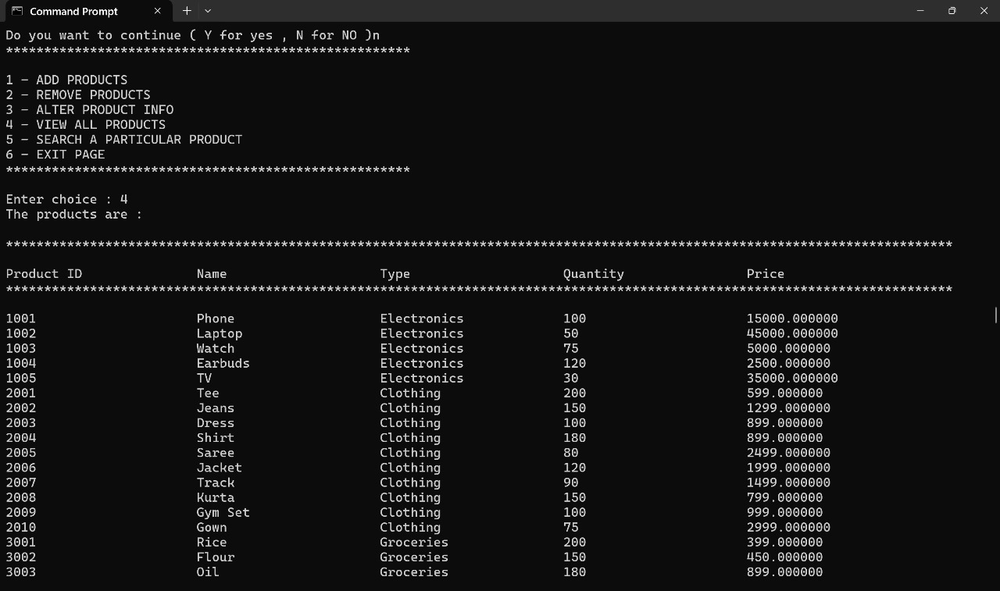 Command Prompt
Do you want to continue ( Y for yes , N for NO )n
*****************************************************
1 - ADD PRODUCTS
2 - REMOVE PRODUCTS
3 - ALTER PRODUCT INFO
4 - VIEW ALL PRODUCTS
5 - SEARCH A PARTICULAR PRODUCT
6 - EXIT PAGE
*****************************************************
Enter choice : 4
The products are :
****************************************************************************************************************************
Product ID Name Type Quantity Price
****************************************************************************************************************************
1001 Phone Electronics 100 15000.000000
1002 Laptop Electronics 50 45000.000000
1003 Watch Electronics 75 5000.000000
1004 Earbuds Electronics 120 2500.000000
1005 TV Electronics 30 35000.000000
2001 Tee Clothing 200 599.000000
2002 Jeans Clothing 150 1299.000000
2003 Dress Clothing 100 899.000000
2004 Shirt Clothing 180 899.000000
2005 Saree Clothing 80 2499.000000
2006 Jacket Clothing 120 1999.000000
2007 Track Clothing 90 1499.000000
2008 Kurta Clothing 150 799.000000
2009 Gym Set Clothing 100 999.000000
2010 Gown Clothing 75 2999.000000
3001 Rice Groceries 200 399.000000
3002 Flour Groceries 150 450.000000
3003 Oil Groceries 180 899.000000